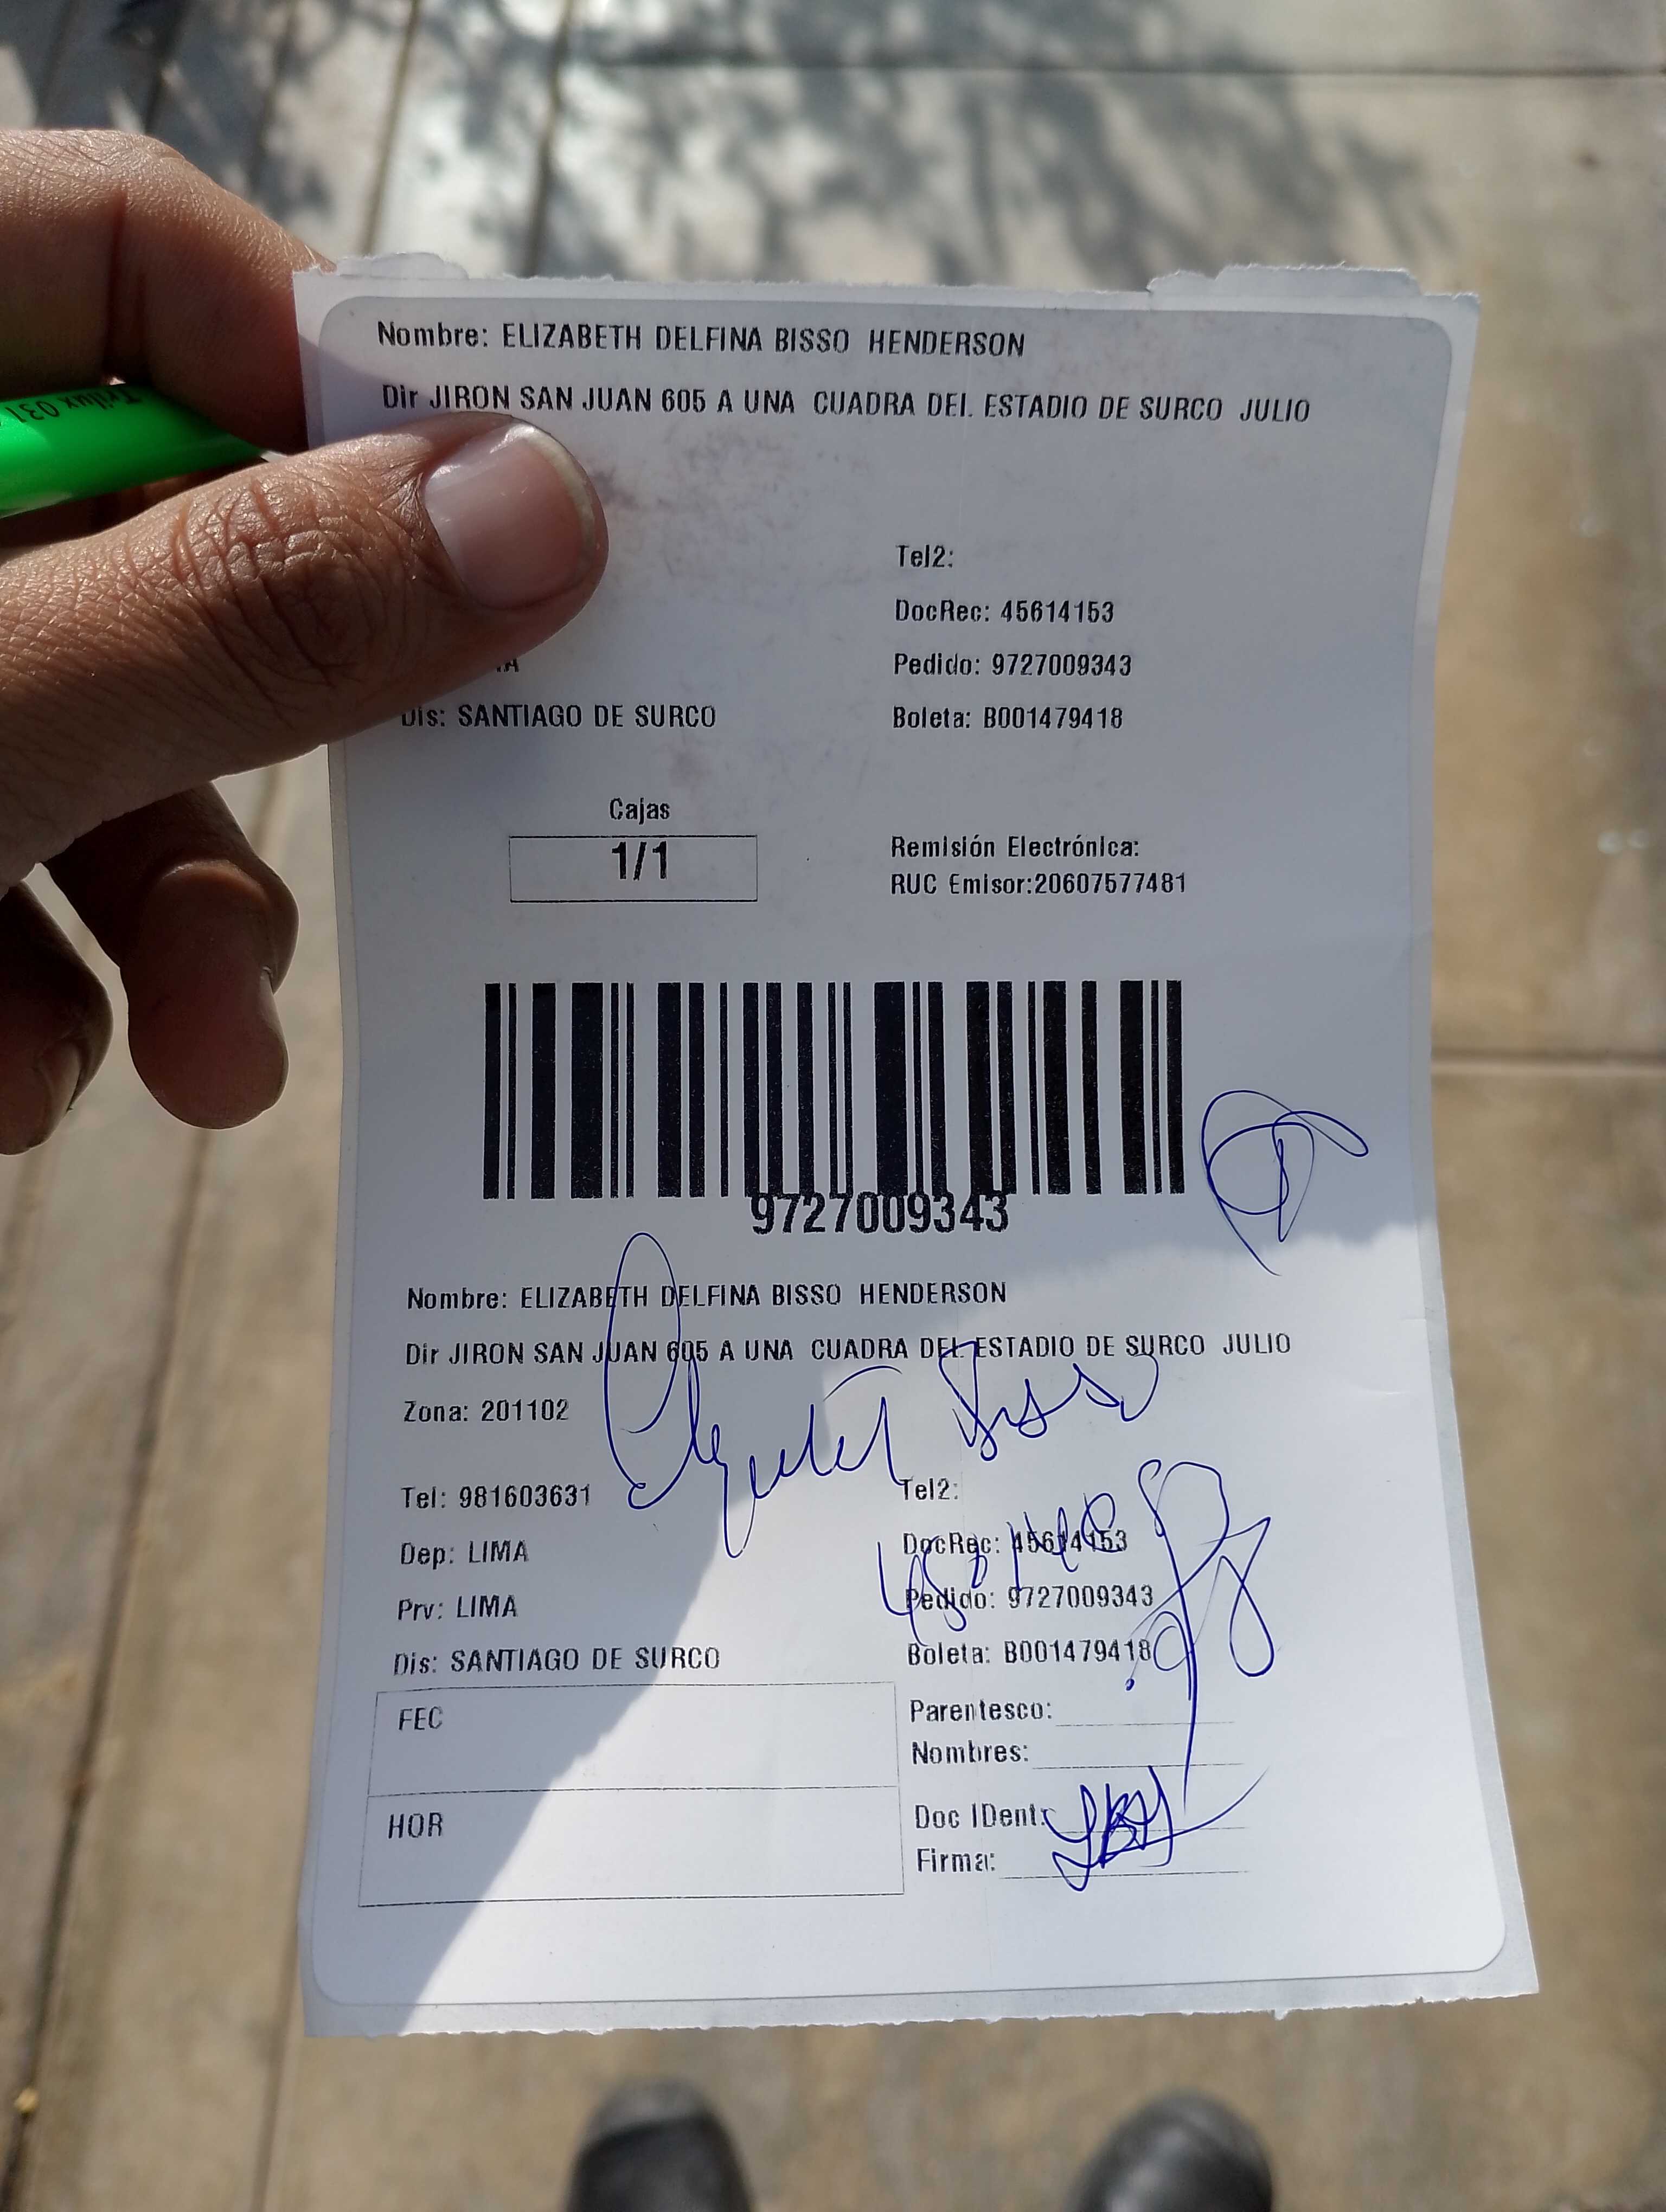 Trilux 031
Nombre: ELIZABETH DELFINA BISSO HENDERSON
Dir JIRON SAN JUAN 605 A UNA CUADRA DEL ESTADIO DE SURCO JULIO
Tel2:
DocRec: 45614153
Pedido: 9727009343
Dis: SANTIAGO DE SURCO
Boleta: B001479418
Cajas
1/1
Remisión Electrónica:
RUC Emisor:20607577481
9727009343
Nombre: ELIZABETH DELFINA BISSO HENDERSON
Dir JIRON SAN JUAN 605 A UNA CUADRA DEL ESTADIO DE SURCO JULIO
Zona: 201102
Bisso
Tel: 981603631
Tel2:
Dep: LIMA
DocRec: 45614153
Prv: LIMA
Pedido: 9727009343
Dis: SANTIAGO DE SURCO
Boleta: B001479418
FEC
Parentesco:
Nombres:
HOR
Doc IDent:
Firma: